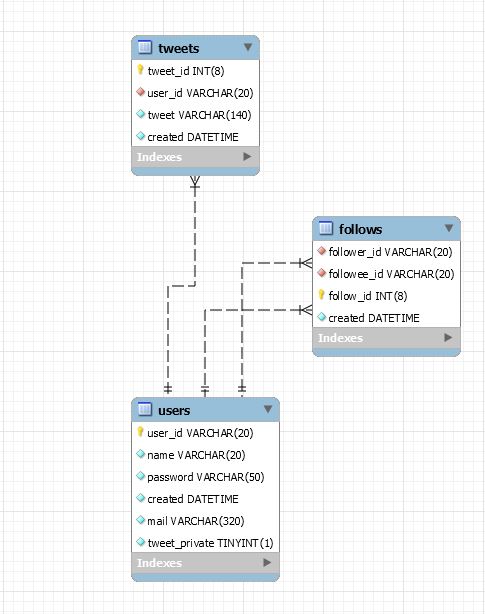 tweets
tweet_id INT(8)
user_id VARCHAR(20)
tweet VARCHAR(140)
created DATETIME
Indexes
follows
follower_id VARCHAR(20)
followee_id VARCHAR(20)
follow_id INT(8)
created DATETIME
Indexes
users
user_id VARCHAR(20)
name VARCHAR(20)
password VARCHAR(50)
created DATETIME
mail VARCHAR(320)
tweet_private TINYINT(1)
Indexes